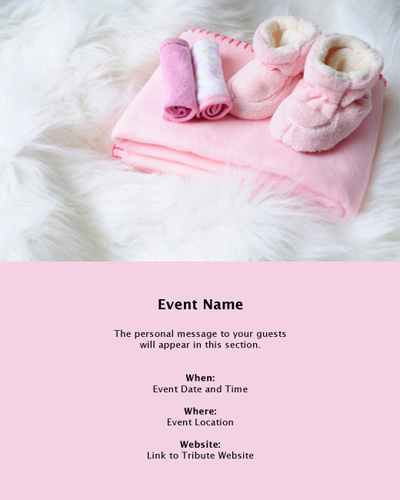 Event Name
The personal message to your guests
will appear in this section.
When:
Event Date and Time
Where:
Event Location
Website:
Link to Tribute Website